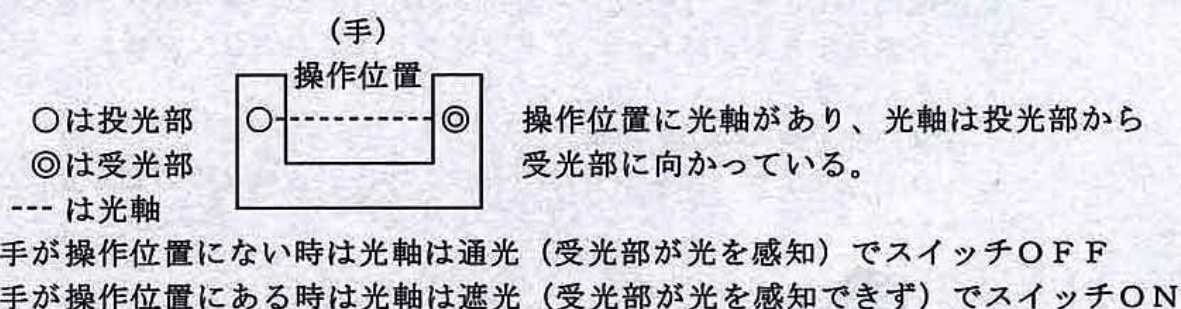 (手)
操作位置
○は投光部
◎は受光部
--- は光軸
操作位置に光軸があり、光軸は投光部から
受光部に向かっている。
手が操作位置にない時は光軸は通光（受光部が光を感知）でスイッチＯＦＦ
手が操作位置にある時は光軸は遮光（受光部が光を感知できず）でスイッチＯＮ